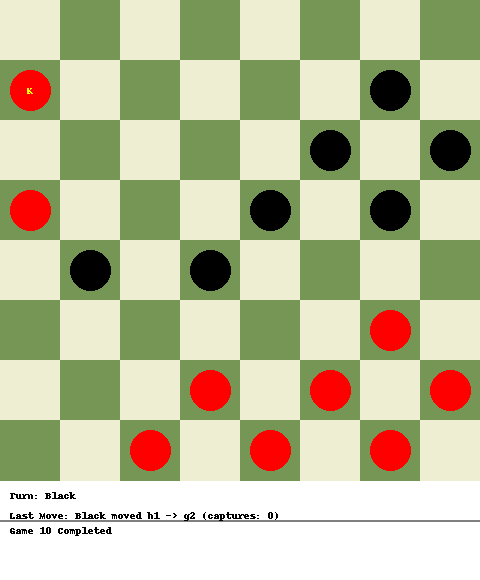 K
Turn: Black
Last Move: Black moved h1 -> g2 (captures: 0)
Game 10 Completed